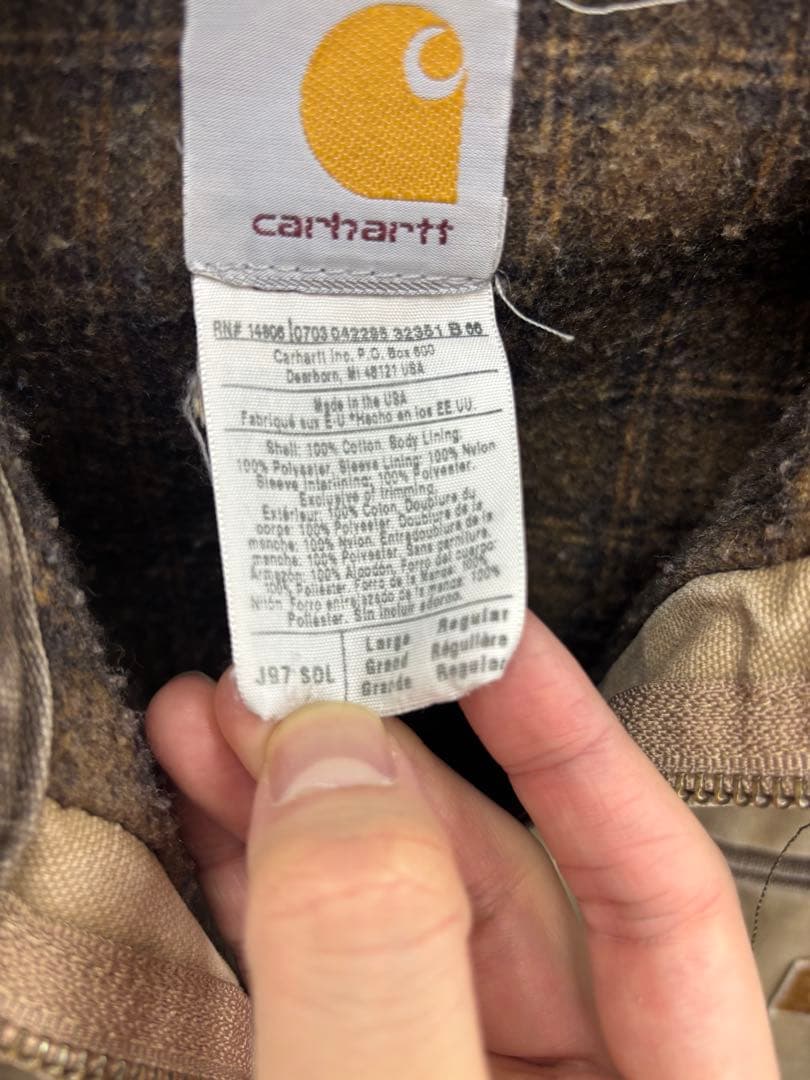 carhartt
RN# 14806 0703 042295 32351 B 66
Carhartt Inc. P.O. Box 600
Dearborn, MI 48121 USA
Made in the USA
Fabriqué aux E·U *Hecho en los EE UU.
Shell: 100% Cotton. Body Lining:
100% Polyester. Sleeve Lining: 100% Nylon
Sleeve Interlining: 100% Polyester.
Exclusive of trimming.
Extérieur: 100% Coton, Doublure du
corps: 100% Polyester. Doublure de la
manche: 100% Nylon. Entredoublure de la
manche: 100% Polyester. Sans garniture.
Armazón: 100% Algodón. Forro del cuerpo:
100% Poliester. Forro de la Manga: 100%
Nilón. Forro entrelazado de la manga: 100%
Poliester. Sin incluir adorno.
J97 SDL
Large Regular
Grand Régulière
Grande Regular